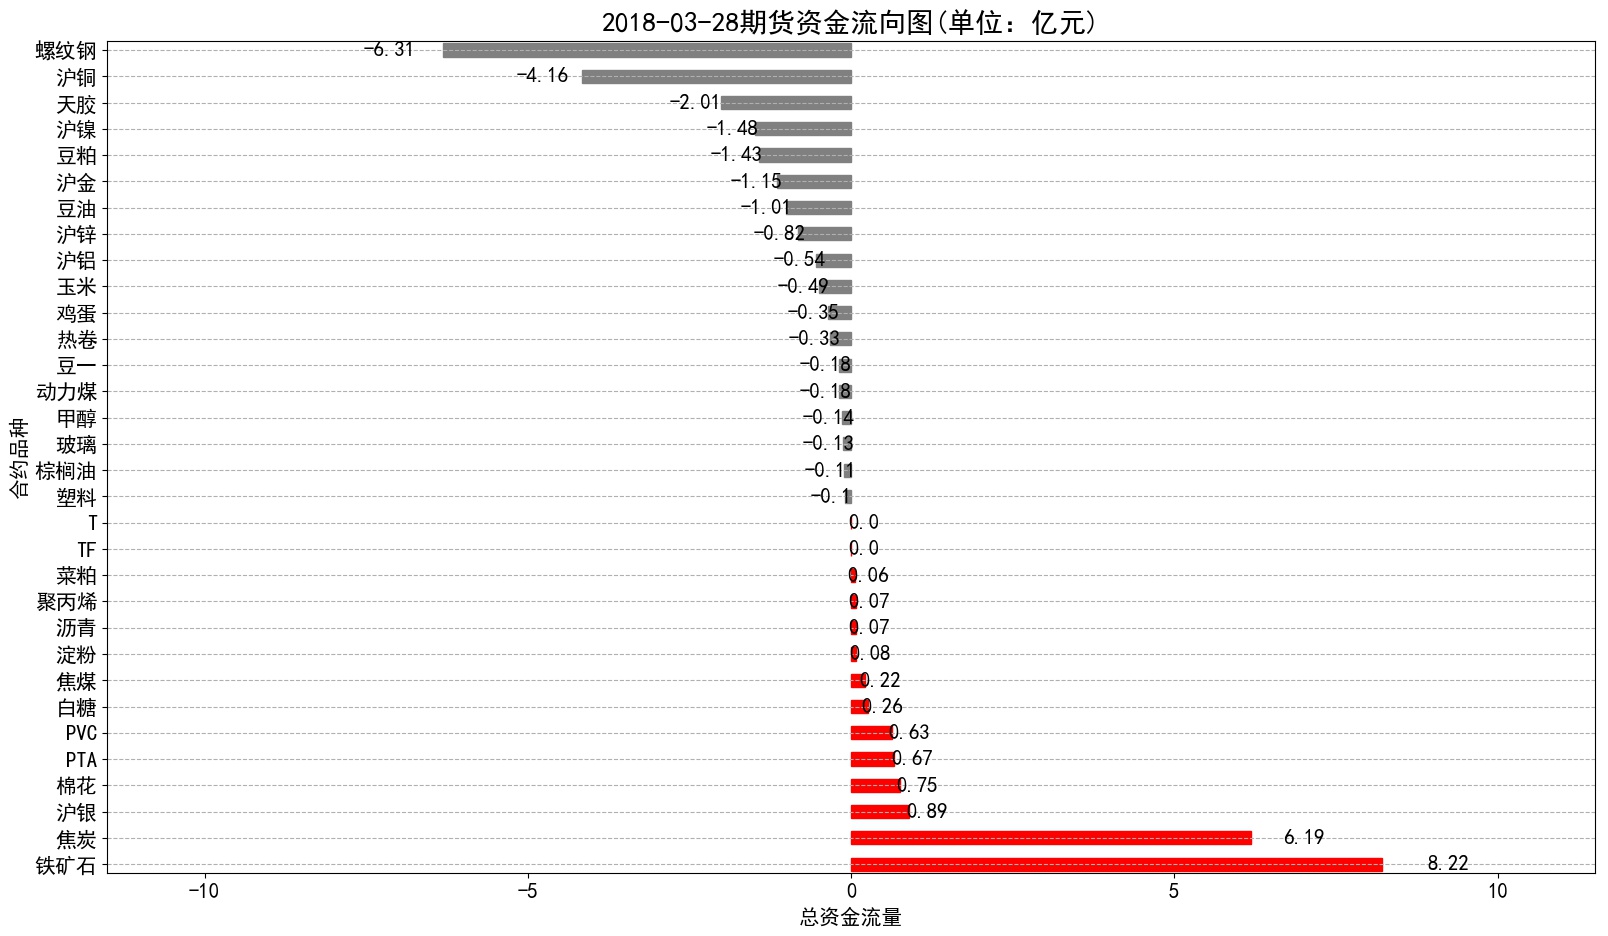 2018-03-28期货资金流向图(单位：亿元)
螺纹钢 -6.31
沪铜 -4.16
天胶 -2.01
沪镍 -1.48
豆粕 -1.43
沪金 -1.15
豆油 -1.01
沪锌 -0.82
沪铝 -0.54
玉米 -0.49
鸡蛋 -0.35
热卷 -0.33
豆一 -0.18
动力煤 -0.18
甲醇 -0.14
玻璃 -0.13
棕榈油 -0.11
塑料 -0.1
T 0.0
TF 0.0
菜粕 0.06
聚丙烯 0.07
沥青 0.07
淀粉 0.08
焦煤 0.22
白糖 0.26
PVC 0.63
PTA 0.67
棉花 0.75
沪银 0.89
焦炭 6.19
铁矿石 8.22
合约品种
-10 -5 0 5 10
总资金流量